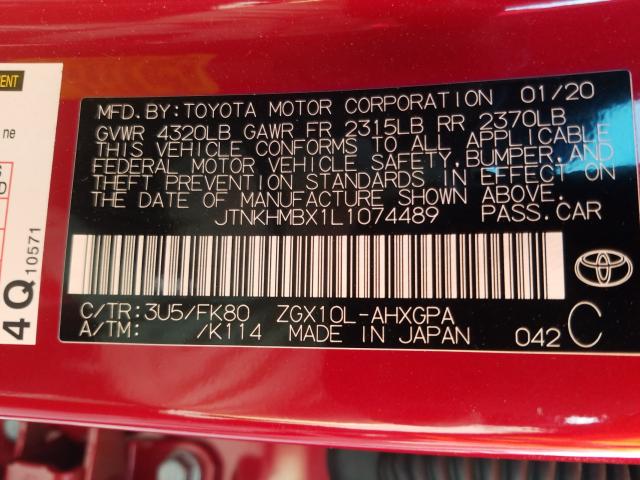 MFD.BY:TOYOTA MOTOR CORPORATION 01/20
GVWR 4320LB GAWR FR 2315LB RR 2370LB
THIS VEHICLE CONFORMS TO ALL APPLICABLE
FEDERAL MOTOR VEHICLE SAFETY,BUMPER,AND
THEFT PREVENTION STANDARDS IN EFFECT ON
THE DATE OF MANUFACTURE SHOWN ABOVE.
JTNKHMBX1L1074489 PASS.CAR
C/TR:3U5/FK80 ZGX10L-AHXGPA
A/TM: /K114 MADE IN JAPAN 042 C
ne
4Q 10571